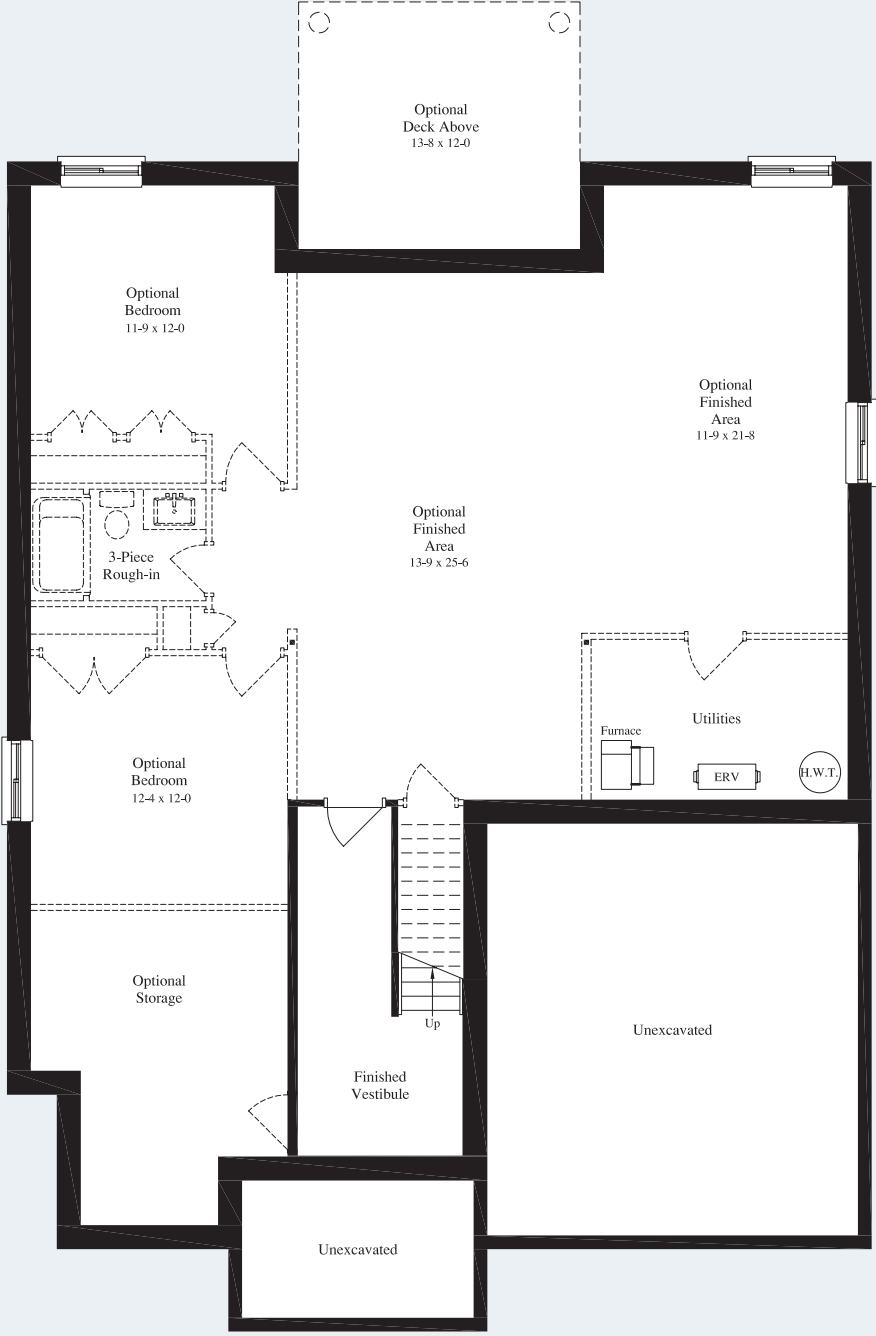 Optional
Deck Above
13-8 x 12-0
Optional
Bedroom
11-9 x 12-0
Optional
Finished
Area
11-9 x 21-8
Optional
Finished
Area
13-9 x 25-6
3-Piece
Rough-in
Utilities
Furnace
ERV
H.W.T.
Optional
Bedroom
12-4 x 12-0
Optional
Storage
Up
Unexcavated
Finished
Vestibule
Unexcavated